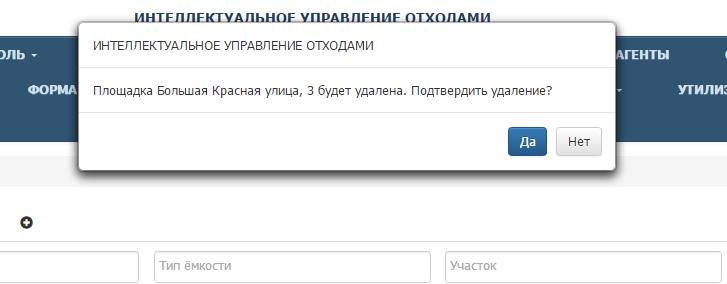 ИНТЕЛЛЕКТУАЛЬНОЕ УПРАВЛЕНИЕ ОТХОДАМИ
ИНТЕЛЛЕКТУАЛЬНОЕ УПРАВЛЕНИЕ ОТХОДАМИ
ОЛЬ АГЕНТЫ
Площадка Большая Красная улица, 3 будет удалена. Подтвердить удаление?
ФОРМА УТИЛИЗ
Да Нет
Тип ёмкости Участок